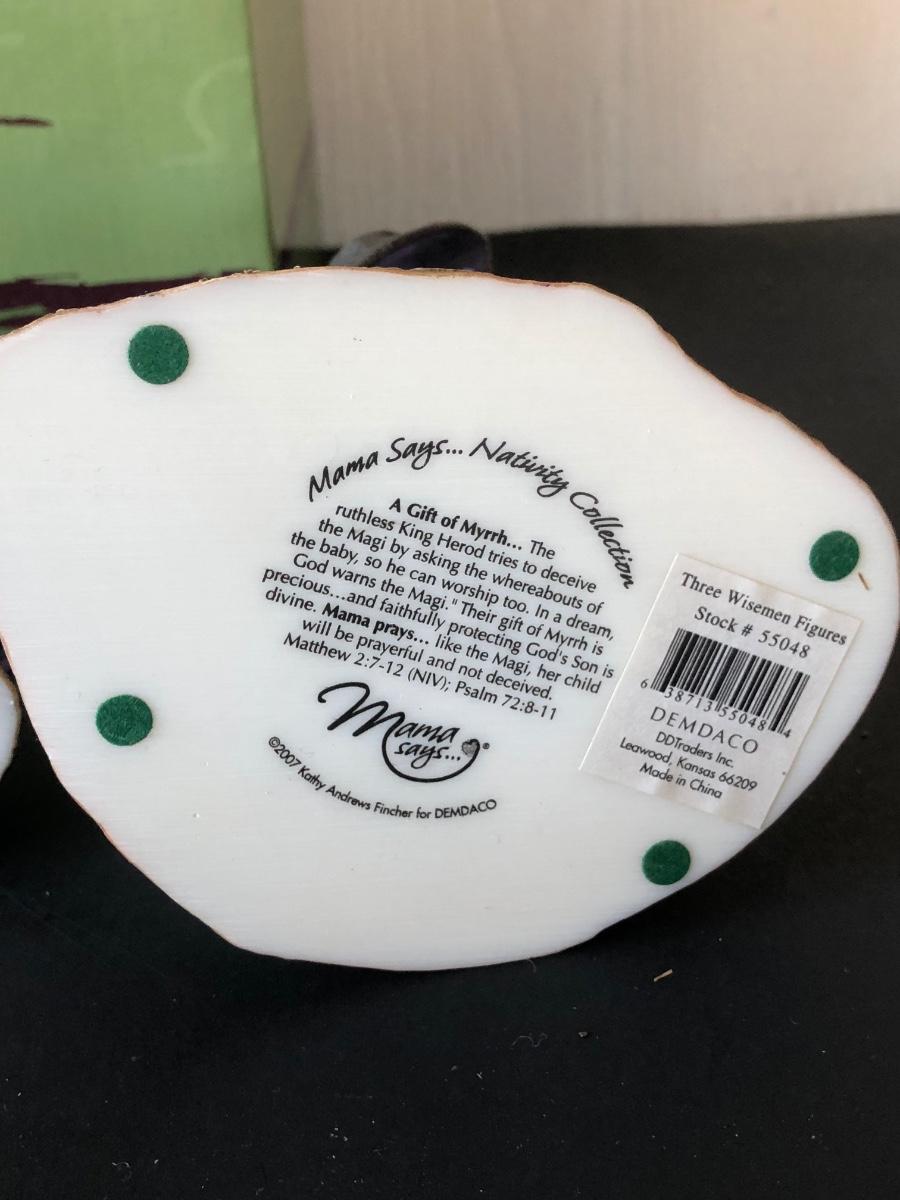 Mama Says... Nativity Collection
A Gift of Myrrh... The
ruthless King Herod tries to deceive
the Magi by asking the whereabouts of
the baby, so he can worship too. In a dream,
God warns the Magi." Their gift of Myrrh is
precious...and faithfully protecting God's Son is
divine. Mama prays... like the Magi, her child
will be prayerful and not deceived.
Matthew 2:7-12 (NIV); Psalm 72:8-11
Mama
says...®
©2007 Kathy Andrews Fincher for DEMDACO
Three Wisemen Figures
Stock # 55048
6 38713 55048 4
DEMDACO
DDTraders Inc.
Leawood, Kansas 66209
Made in China